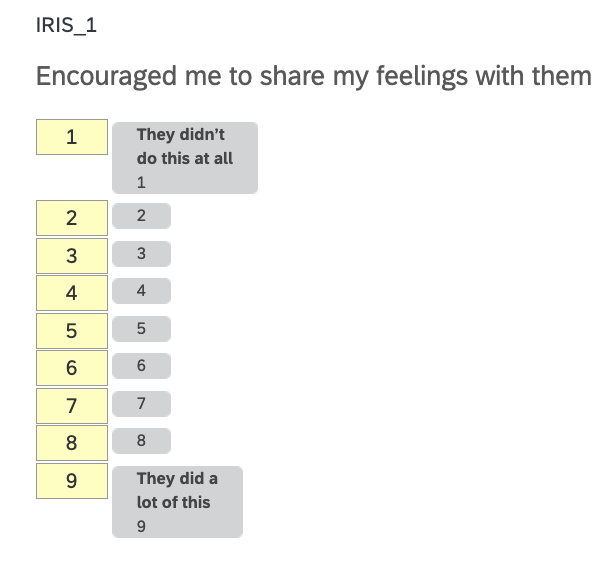 IRIS_1
Encouraged me to share my feelings with them
1 They didn’t
do this at all
1
2 2
3 3
4 4
5 5
6 6
7 7
8 8
9 They did a
lot of this
9